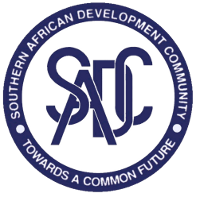 SOUTHERN AFRICAN DEVELOPMENT COMMUNITY
SADC
TOWARDS A COMMON FUTURE